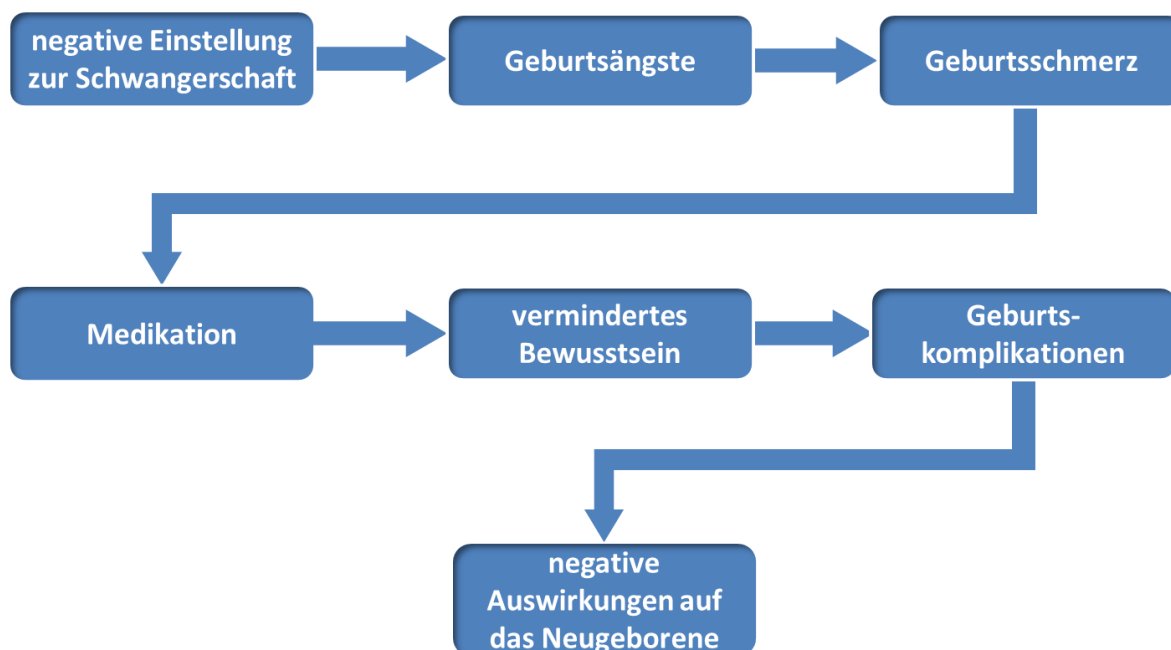 negative Einstellung
zur Schwangerschaft
Geburtsängste
Geburtsschmerz
Medikation
vermindertes
Bewusstsein
Geburts-
komplikationen
negative
Auswirkungen auf
das Neugeborene